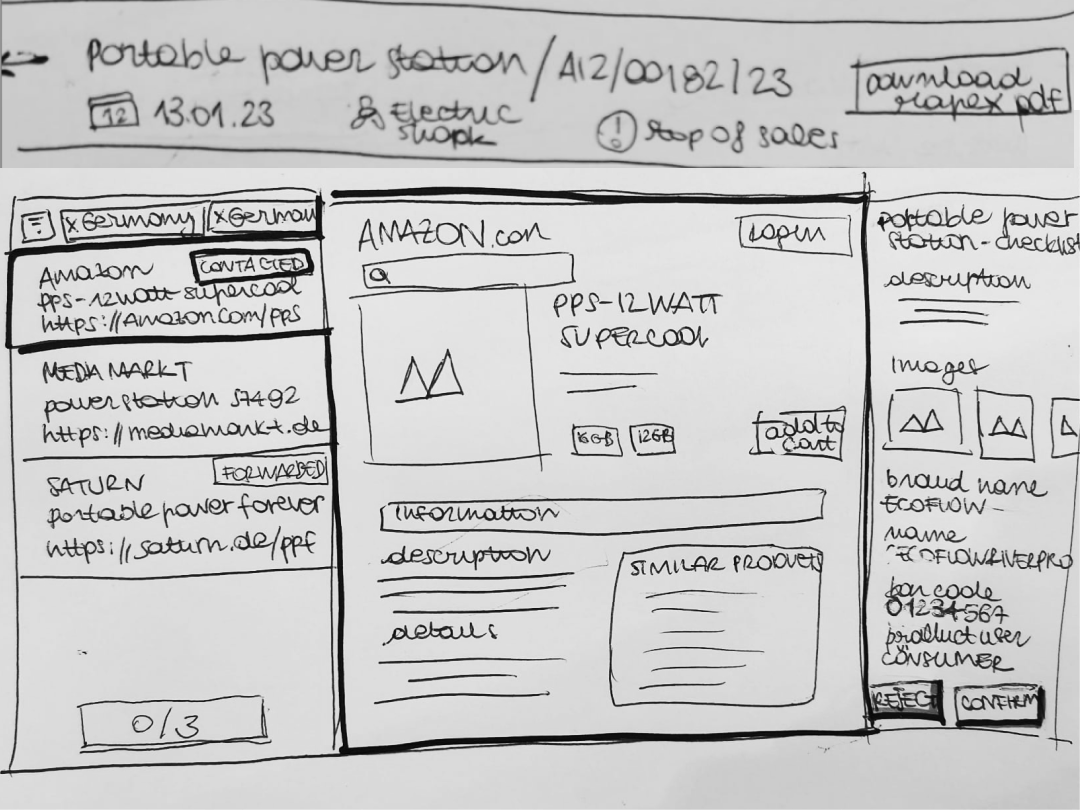 Portable power station / A12/00182/23
Download
rapex pdf
12 13.01.23
Electric
shock
! Stop of sales
x Germany
x German
Amazon
CONTACTED
pps-12watt supercool
https://Amazon.com/pps
MEDIA MARKT
powerstation 57492
https://mediamarkt.de
SATURN
FORWARDED
portable power forever
https://saturn.de/ppf
0/3
AMAZON.com
Login
PPS-12WATT
SUPERCOOL
16GB
12GB
add to
cart
information
description
details
SIMILAR PRODUCTS
portable power
station-checklist
description
Images
brand name
ECOFLOW
name
ECOFLOWRIVERPRO
bar code
01234567
product user
CONSUMER
REJECT
CONFIRM